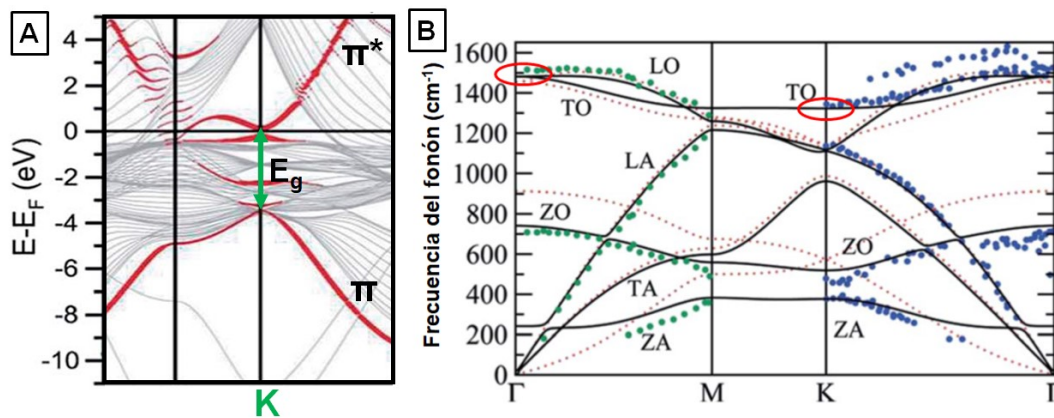 A
E-E_F (eV)
4
2
0
-2
-4
-6
-8
-10
π*
E_g
π
K
B
Frecuencia del fonón (cm⁻¹)
1600
1400
1200
1000
800
600
400
200
0
LO
TO
TO
LA
ZO
ZO
TA
ZA
ZA
Γ
M
K
Γ